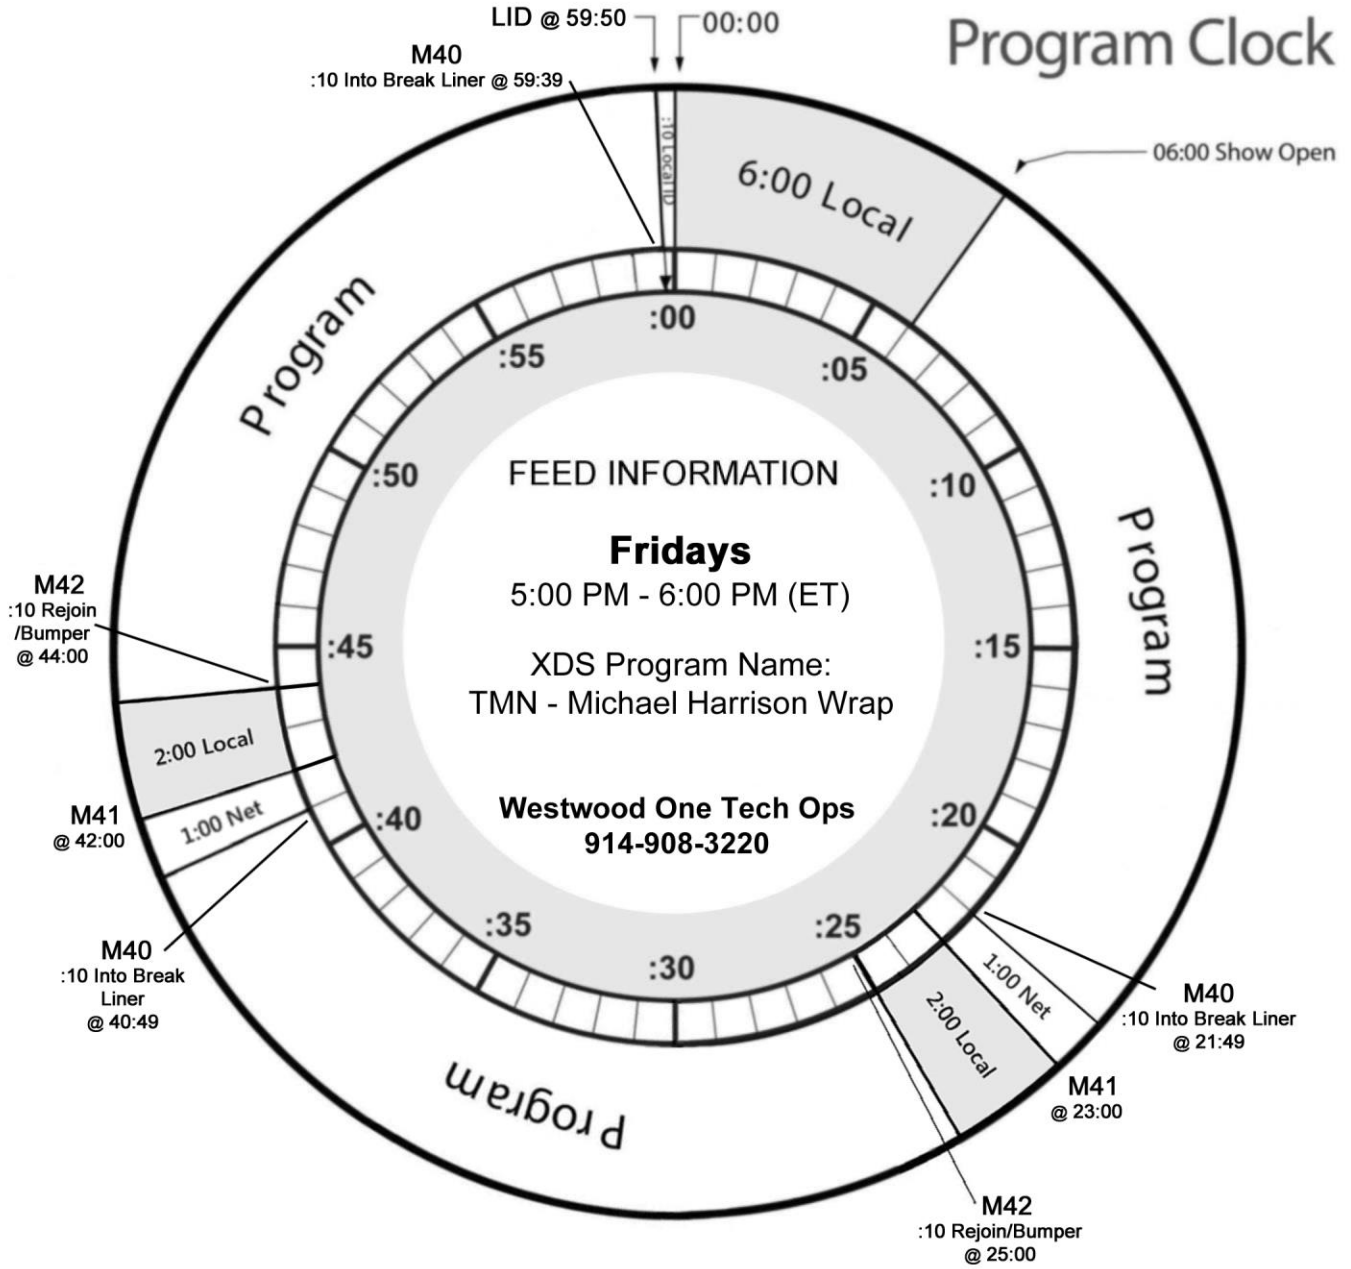 Program Clock
LID @ 59:50
00:00
M40
:10 Into Break Liner @ 59:39
06:00 Show Open
:10 Local ID
6:00 Local
Program
Program
:00
:05
:10
:15
:20
:25
:30
:35
:40
:45
:50
:55
FEED INFORMATION
Fridays
5:00 PM - 6:00 PM (ET)
XDS Program Name:
TMN - Michael Harrison Wrap
Westwood One Tech Ops
914-908-3220
M42
:10 Rejoin
/Bumper
@ 44:00
2:00 Local
M41
@ 42:00
1:00 Net
M40
:10 Into Break
Liner
@ 40:49
Program
1:00 Net
2:00 Local
M40
:10 Into Break Liner
@ 21:49
M41
@ 23:00
M42
:10 Rejoin/Bumper
@ 25:00